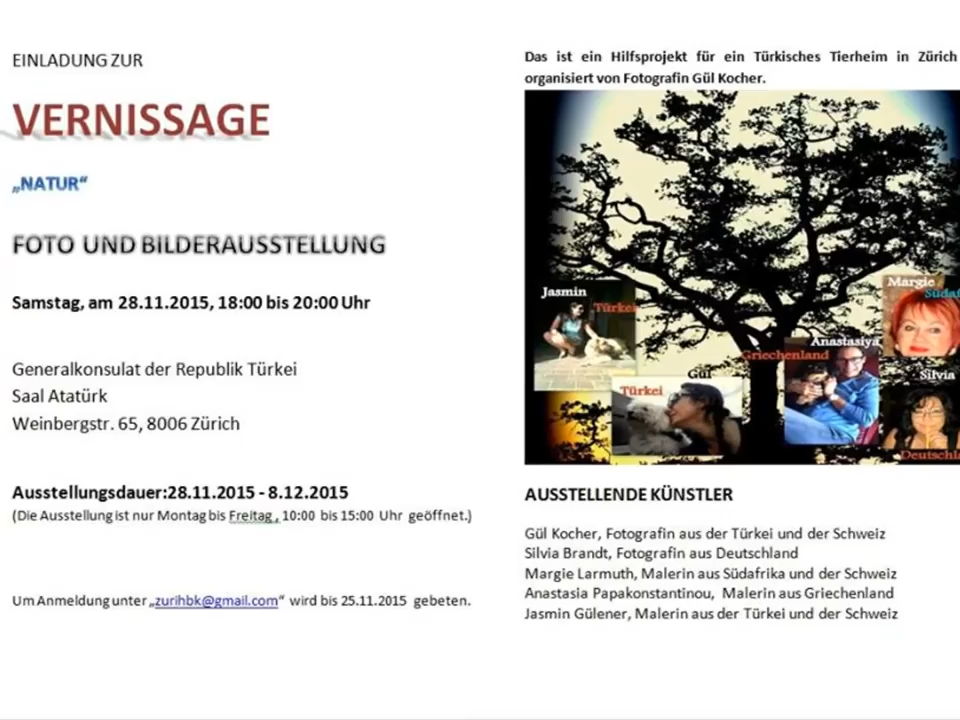 EINLADUNG ZUR
VERNISSAGE
„NATUR“
FOTO UND BILDERAUSSTELLUNG
Samstag, am 28.11.2015, 18:00 bis 20:00 Uhr
Generalkonsulat der Republik Türkei
Saal Atatürk
Weinbergstr. 65, 8006 Zürich
Ausstellungsdauer:28.11.2015 - 8.12.2015
(Die Ausstellung ist nur Montag bis Freitag , 10:00 bis 15:00 Uhr geöffnet.)
Um Anmeldung unter „zurihbk@gmail.com“ wird bis 25.11.2015 gebeten.
Das ist ein Hilfsprojekt für ein Türkisches Tierheim in Zürich
organisiert von Fotografin Gül Kocher.
Jasmin
Türkei
Margie
Südaf
Anastasiya
Griechenland
Gül
Türkei
Silvia
Deutschla
AUSSTELLENDE KÜNSTLER
Gül Kocher, Fotografin aus der Türkei und der Schweiz
Silvia Brandt, Fotografin aus Deutschland
Margie Larmuth, Malerin aus Südafrika und der Schweiz
Anastasia Papakonstantinou, Malerin aus Griechenland
Jasmin Gülener, Malerin aus der Türkei und der Schweiz